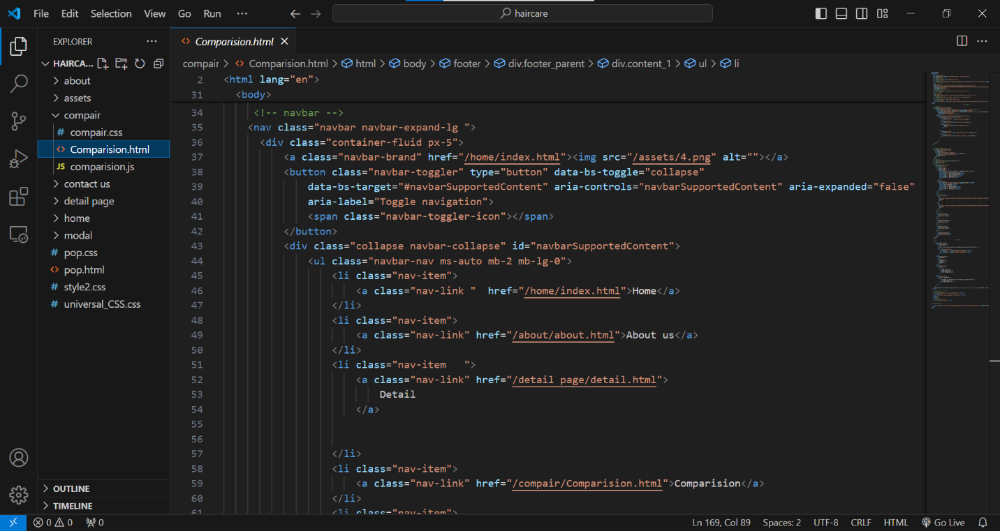 File Edit Selection View Go Run ··· haircare
EXPLORER ···
HAIRCA...
about
assets
compair
# compair.css
<> Comparision.html
JS comparision.js
contact us
detail page
home
modal
# pop.css
<> pop.html
# style2.css
# universal_CSS.css
OUTLINE
TIMELINE
<> Comparision.html
compair > <> Comparision.html > html > body > footer > div.footer_parent > div.content_1 > ul > li
2 <html lang="en">
31 <body>
34 <!-- navbar -->
35 <nav class="navbar navbar-expand-lg ">
36 <div class="container-fluid px-5">
37 <a class="navbar-brand" href="/home/index.html"><img src="/assets/4.png" alt=""></a>
38 <button class="navbar-toggler" type="button" data-bs-toggle="collapse"
39 data-bs-target="#navbarSupportedContent" aria-controls="navbarSupportedContent" aria-expanded="false"
40 aria-label="Toggle navigation">
41 <span class="navbar-toggler-icon"></span>
42 </button>
43 <div class="collapse navbar-collapse" id="navbarSupportedContent">
44 <ul class="navbar-nav ms-auto mb-2 mb-lg-0">
45 <li class="nav-item">
46 <a class="nav-link "  href="/home/index.html">Home</a>
47 </li>
48 <li class="nav-item">
49 <a class="nav-link" href="/about/about.html">About us</a>
50 </li>
51 <li class="nav-item   ">
52 <a class="nav-link" href="/detail page/detail.html">
53 Detail
54 </a>
55
56
57 </li>
58 <li class="nav-item">
59 <a class="nav-link" href="/compair/Comparision.html">Comparision</a>
60 </li>
61 <li class="nav-item">
0 0 0 Ln 169, Col 89 Spaces: 2 UTF-8 CRLF HTML Go Live